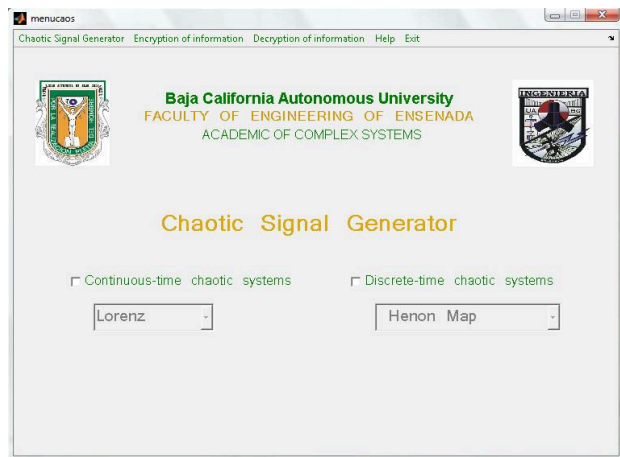 menucaos
Chaotic Signal Generator Encryption of information Decryption of information Help Exit
Baja California Autonomous University
FACULTY OF ENGINEERING OF ENSENADA
ACADEMIC OF COMPLEX SYSTEMS
INGENIERIA
Chaotic Signal Generator
Continuous-time chaotic systems Discrete-time chaotic systems
Lorenz Henon Map